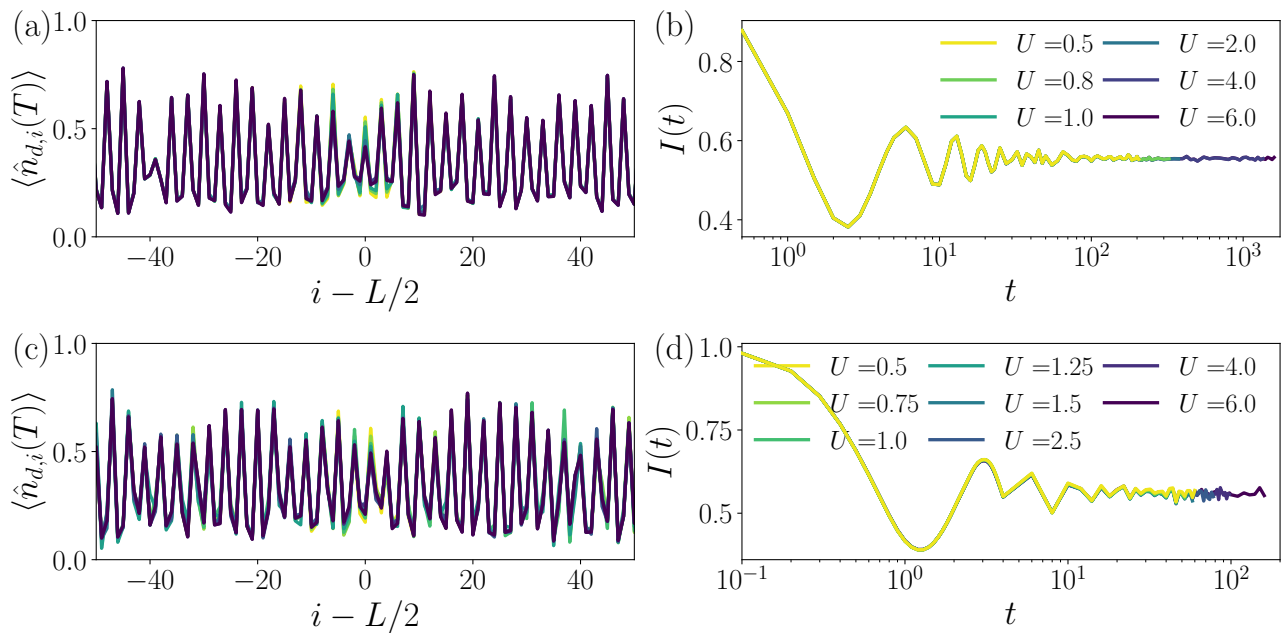 (a)
1.0
0.5
0.0
⟨n̂_{d,i}(T)⟩
−40 −20 0 20 40
i − L/2
(b)
0.8
0.6
0.4
I(t)
U =0.5 U =2.0
U =0.8 U =4.0
U =1.0 U =6.0
10^0 10^1 10^2 10^3
t
(c)
1.0
0.5
0.0
⟨n̂_{d,i}(T)⟩
−40 −20 0 20 40
i − L/2
(d)
1.0
0.75
0.5
I(t)
U =0.5 U =1.25 U =4.0
U =0.75 U =1.5 U =6.0
U =1.0 U =2.5
10^{−1} 10^0 10^1 10^2
t